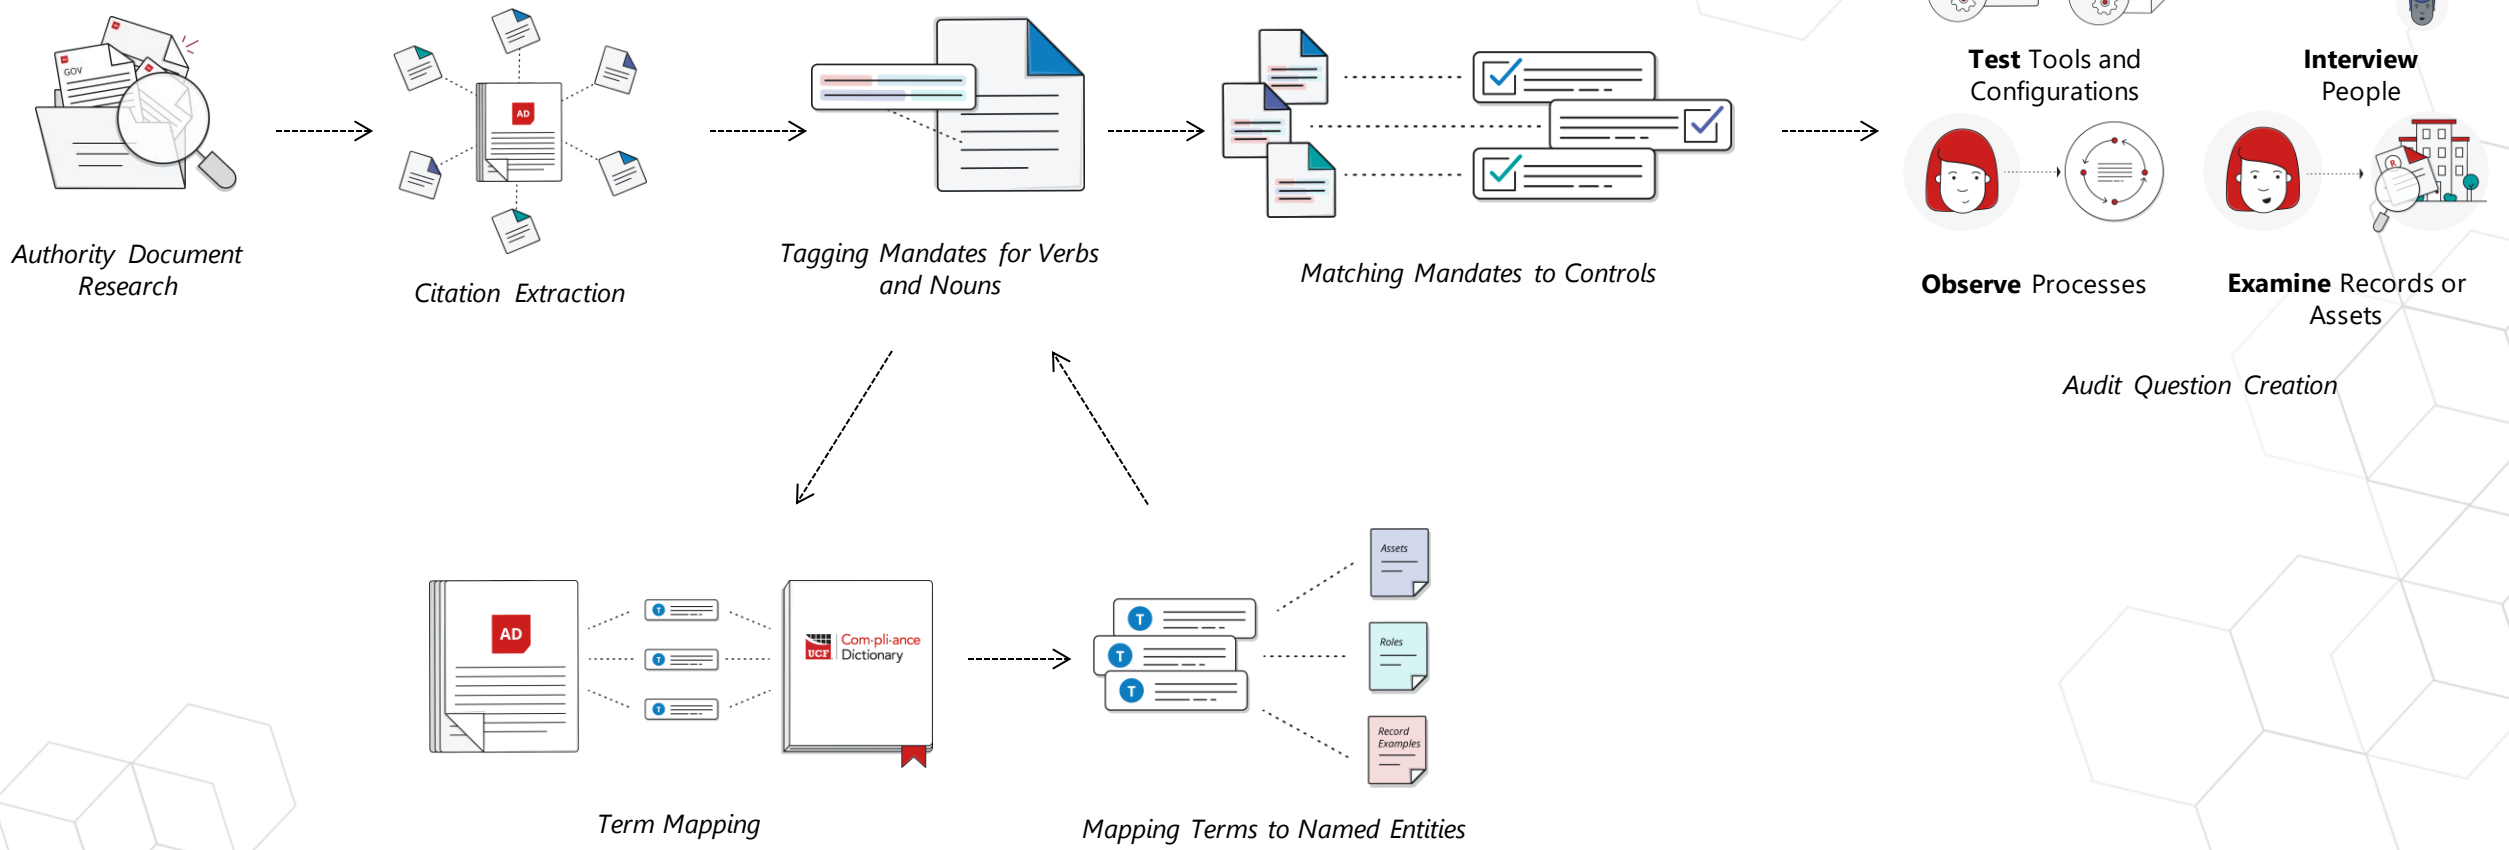 GOV
AD
Test Tools and
Configurations
Interview
People
Authority Document
Research
Citation Extraction
Tagging Mandates for Verbs
and Nouns
Matching Mandates to Controls
R
Observe Processes
Examine Records or
Assets
Audit Question Creation
AD
T
T
T
UCF
Com·pli·ance
Dictionary
T
T
T
Assets
Roles
Record
Examples
Term Mapping
Mapping Terms to Named Entities